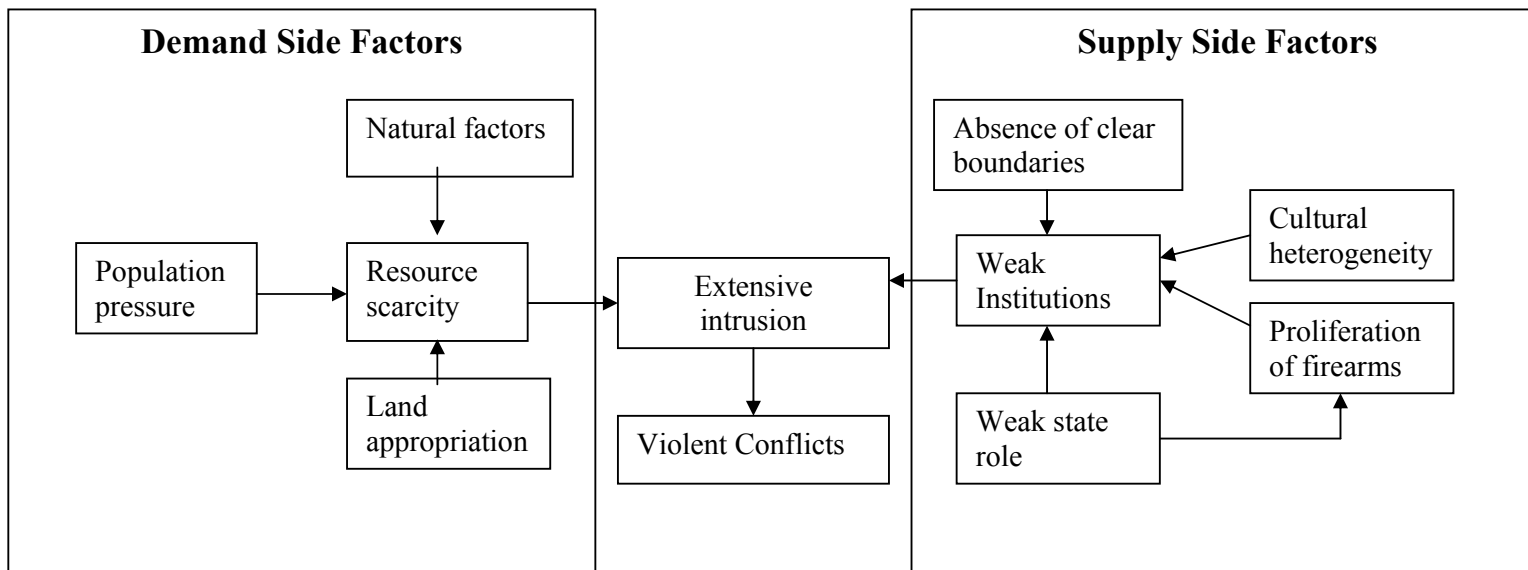 Demand Side Factors
Natural factors
Population
pressure
Resource
scarcity
Land
appropriation
Extensive
intrusion
Violent Conflicts
Supply Side Factors
Absence of clear
boundaries
Weak
Institutions
Cultural
heterogeneity
Proliferation
of firearms
Weak state
role